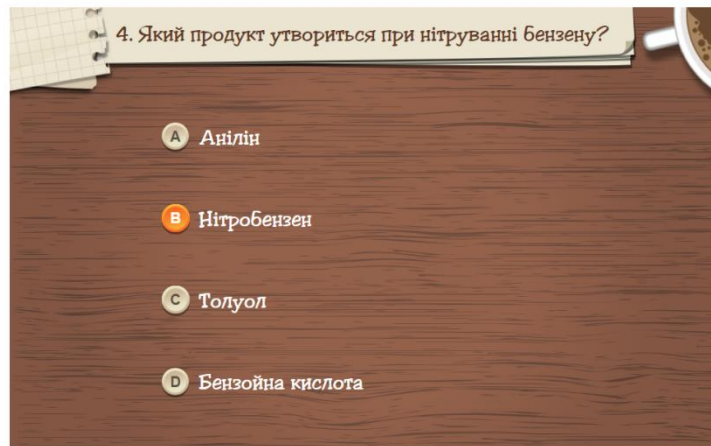 4. Який продукт утвориться при нітруванні бензену?
A Анілін
B Нітробензен
C Толуол
D Бензойна кислота